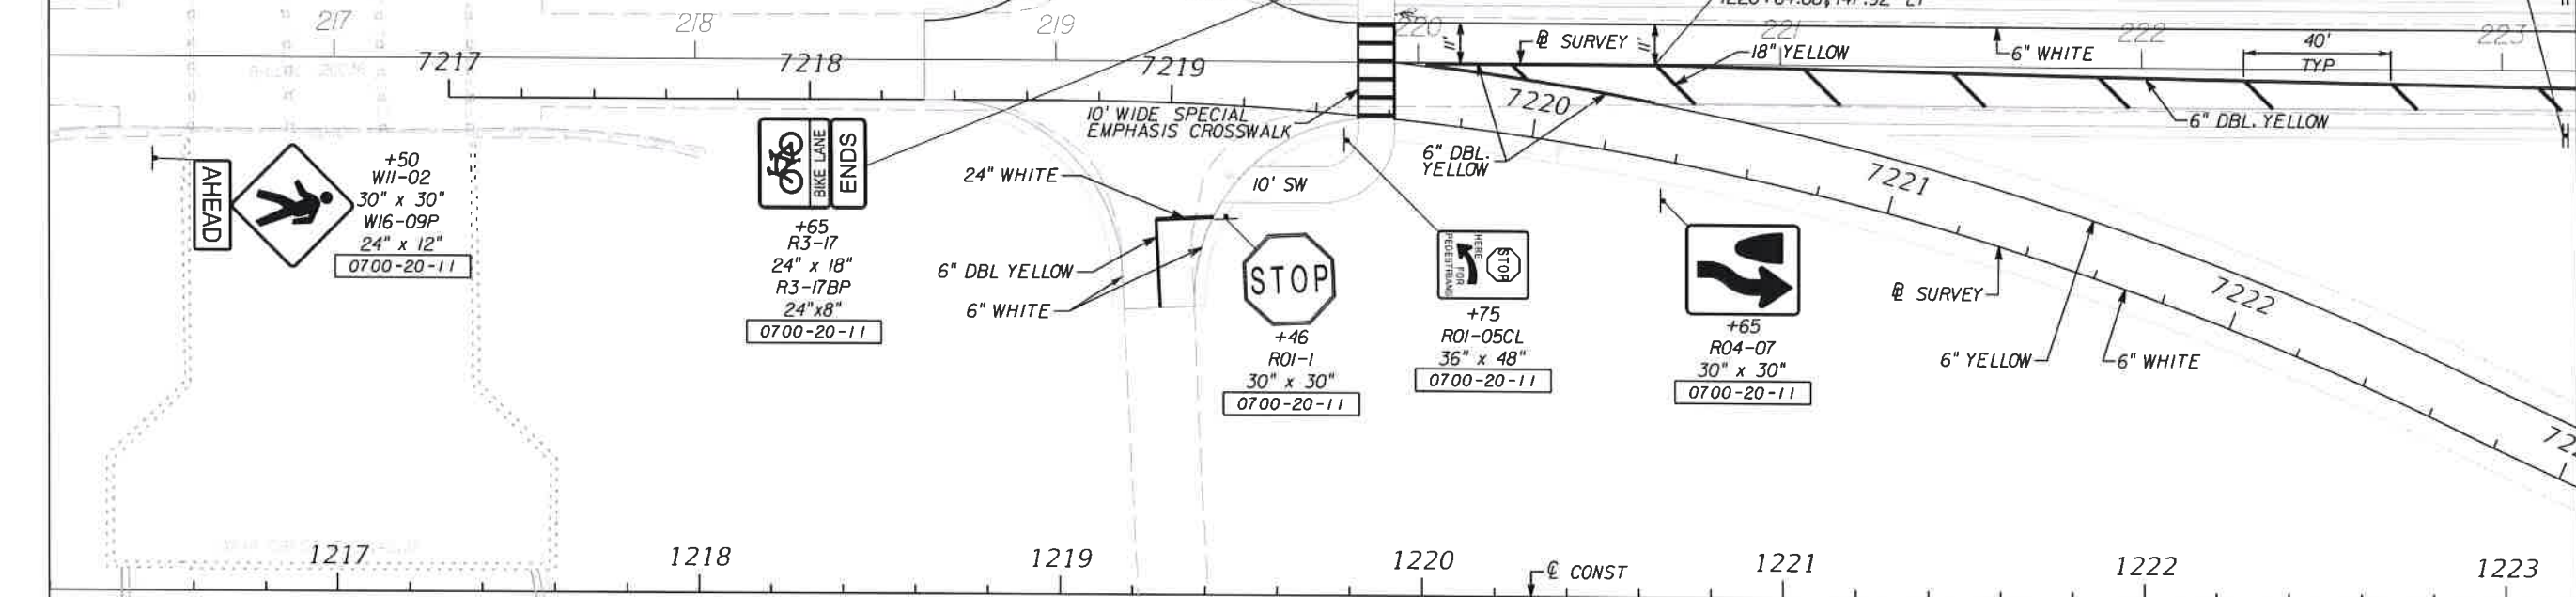 217
218
219
220
221
222
223
7217
7218
7219
7220
7221
7222
11'
℄ SURVEY
11'
18" YELLOW
6" WHITE
40'
TYP
6" DBL. YELLOW
10' WIDE SPECIAL
EMPHASIS CROSSWALK
6" DBL.
YELLOW
AHEAD
+50
W11-02
30" x 30"
W16-09P
24" x 12"
0700-20-11
BIKE LANE
ENDS
+65
R3-17
24" x 18"
R3-17BP
24"x8"
0700-20-11
24" WHITE
10' SW
6" DBL YELLOW
6" WHITE
STOP
+46
R01-1
30" x 30"
0700-20-11
HERE
STOP
FOR
PEDESTRIANS
+75
R01-05CL
36" x 48"
0700-20-11
+65
R04-07
30" x 30"
0700-20-11
℄ SURVEY
6" YELLOW
6" WHITE
1217
1218
1219
1220
1221
1222
1223
℄ CONST